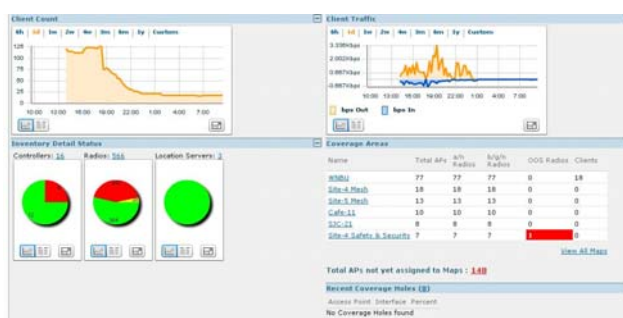 Client Count
6h | 1d | 1w | 2w | 4w | 3m | 6m | 1y | Custom
125
100
75
50
25
0
10:00 13:00 16:00 19:00 22:00 1:00 4:00 7:00
Client Traffic
6h | 1d | 1w | 2w | 4w | 3m | 6m | 1y | Custom
10:00 13:00 16:00 19:00 22:00 1:00 4:00 7:00
bps Out bps In
Inventory Detail Status
Controllers: 16 Radios: 566 Location Servers: 3
Coverage Areas
Name Total APs a/n Radios b/g/n Radios OOS Radios Clients
WNBU 77 77 77 0 18
Site-4 Mesh 18 18 18 0 0
Site-5 Mesh 13 13 13 0 0
Cafe-11 10 10 10 0 0
SJC-21 8 8 8 0 0
Site-4 Safety & Security 7 7 7 0
View All Maps
Total APs not yet assigned to Maps : 140
Recent Coverage Holes (0)
Access Point Interface Percent
No Coverage Holes found